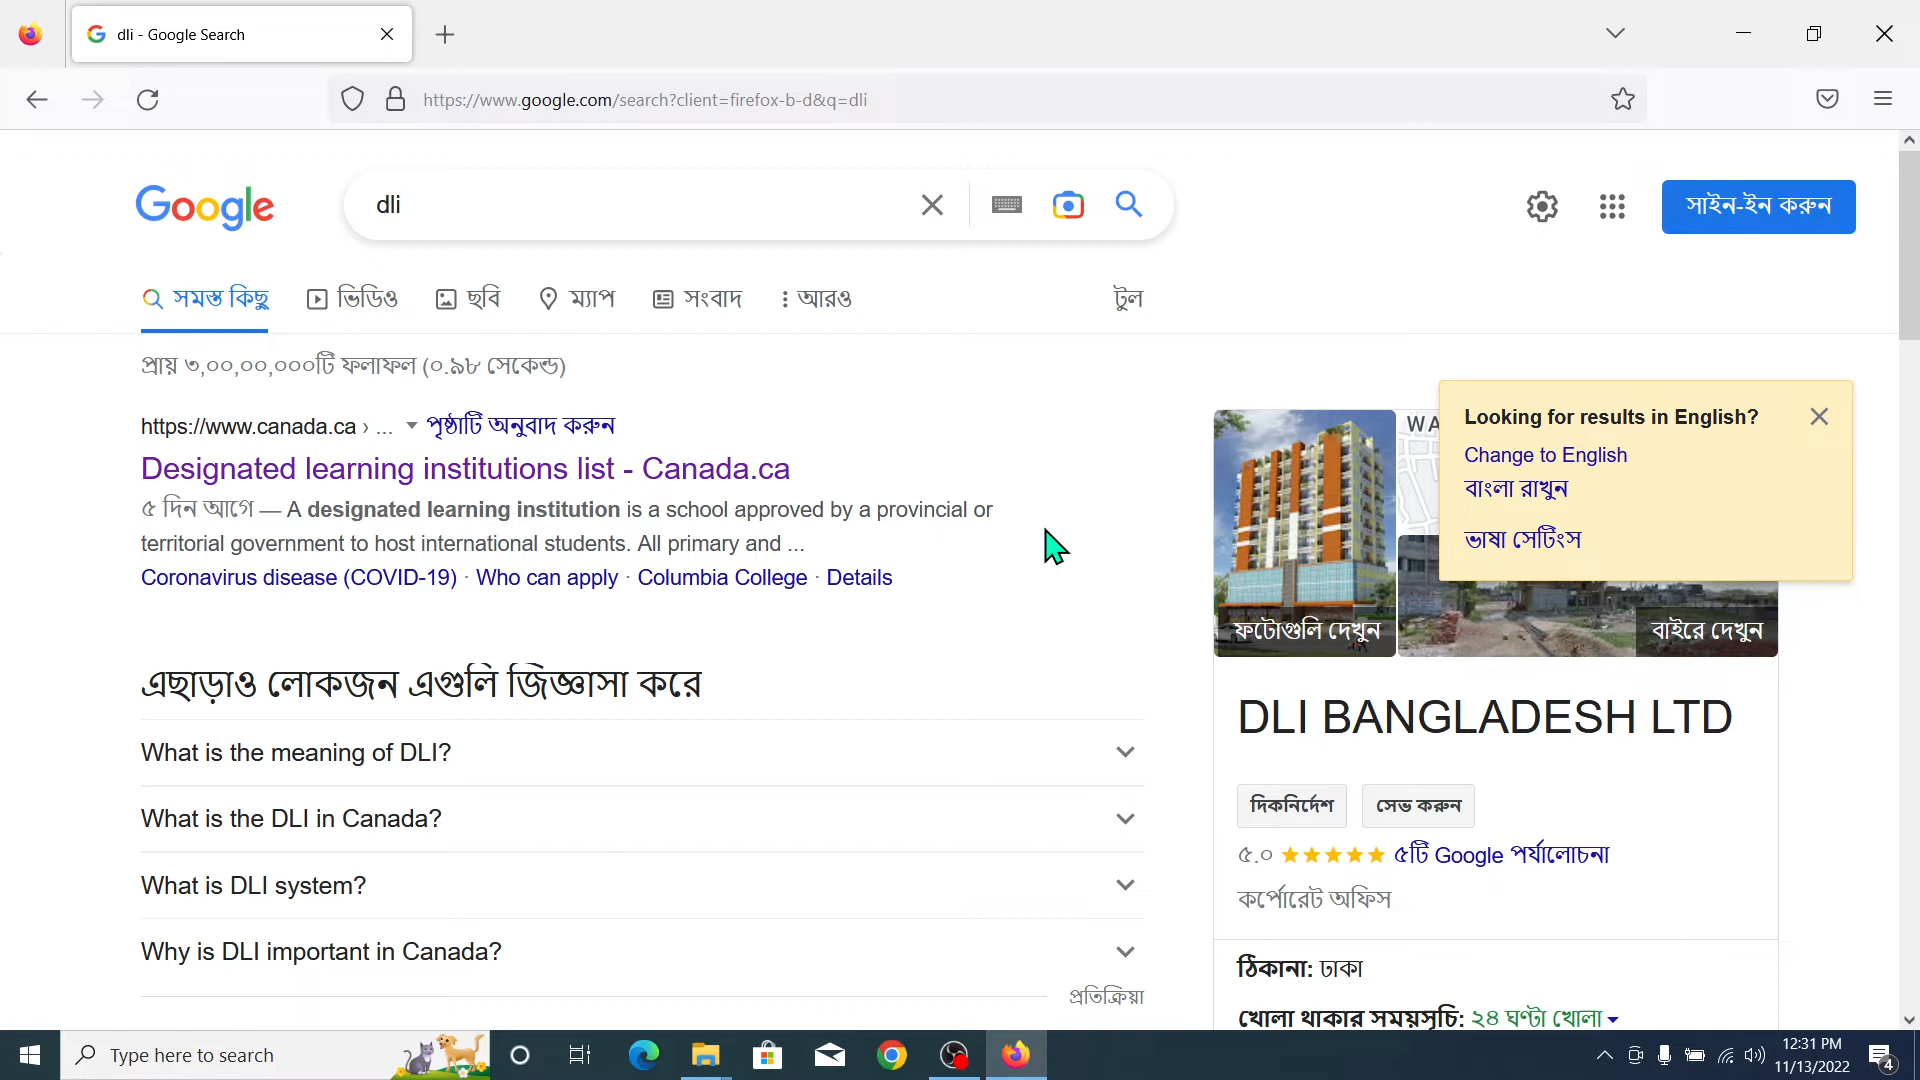 dli - Google Search
https://www.google.com/search?client=firefox-b-d&q=dli
Google
dli
সাইন-ইন করুন
সমস্ত কিছু
ভিডিও
ছবি
ম্যাপ
সংবাদ
আরও
টুল
প্রায় ৩,০০,০০,০০০টি ফলাফল (০.৯৮ সেকেন্ড)
https://www.canada.ca › ... পৃষ্ঠাটি অনুবাদ করুন
Designated learning institutions list - Canada.ca
৫ দিন আগে — A designated learning institution is a school approved by a provincial or
territorial government to host international students. All primary and ...
Coronavirus disease (COVID-19) · Who can apply · Columbia College · Details
এছাড়াও লোকজন এগুলি জিজ্ঞাসা করে
What is the meaning of DLI?
What is the DLI in Canada?
What is DLI system?
Why is DLI important in Canada?
প্রতিক্রিয়া
WA
Looking for results in English?
Change to English
বাংলা রাখুন
ভাষা সেটিংস
ফটোগুলি দেখুন
বাইরে দেখুন
DLI BANGLADESH LTD
দিকনির্দেশ
সেভ করুন
৫.০ ৫টি Google পর্যালোচনা
কর্পোরেট অফিস
ঠিকানা: ঢাকা
খোলা থাকার সময়সূচি: ২৪ ঘণ্টা খোলা
Type here to search
12:31 PM
11/13/2022
4